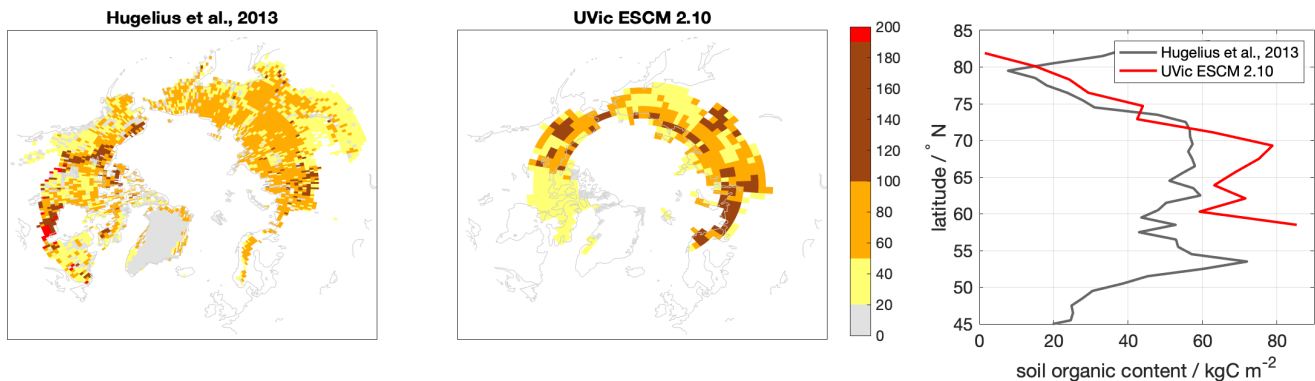 Hugelius et al., 2013
UVic ESCM 2.10
200
180
160
140
120
100
80
60
40
20
0
85
80
75
70
65
60
55
50
45
latitude / ° N
Hugelius et al., 2013
UVic ESCM 2.10
0 20 40 60 80
soil organic content / kgC m⁻²